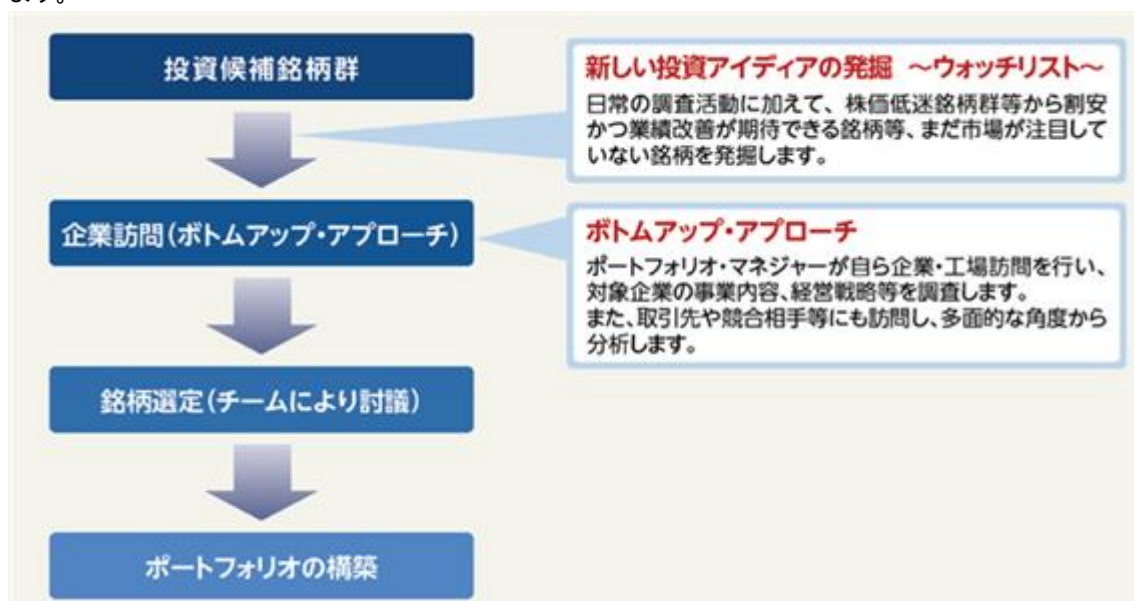 ます。
投資候補銘柄群
新しい投資アイディアの発掘 ～ウォッチリスト～
日常の調査活動に加えて、株価低迷銘柄群等から割安
かつ業績改善が期待できる銘柄等、まだ市場が注目して
いない銘柄を発掘します。
企業訪問(ボトムアップ・アプローチ)
ボトムアップ・アプローチ
ポートフォリオ・マネジャーが自ら企業・工場訪問を行い、
対象企業の事業内容、経営戦略等を調査します。
また、取引先や競合相手等にも訪問し、多面的な角度から
分析します。
銘柄選定(チームにより討議)
ポートフォリオの構築